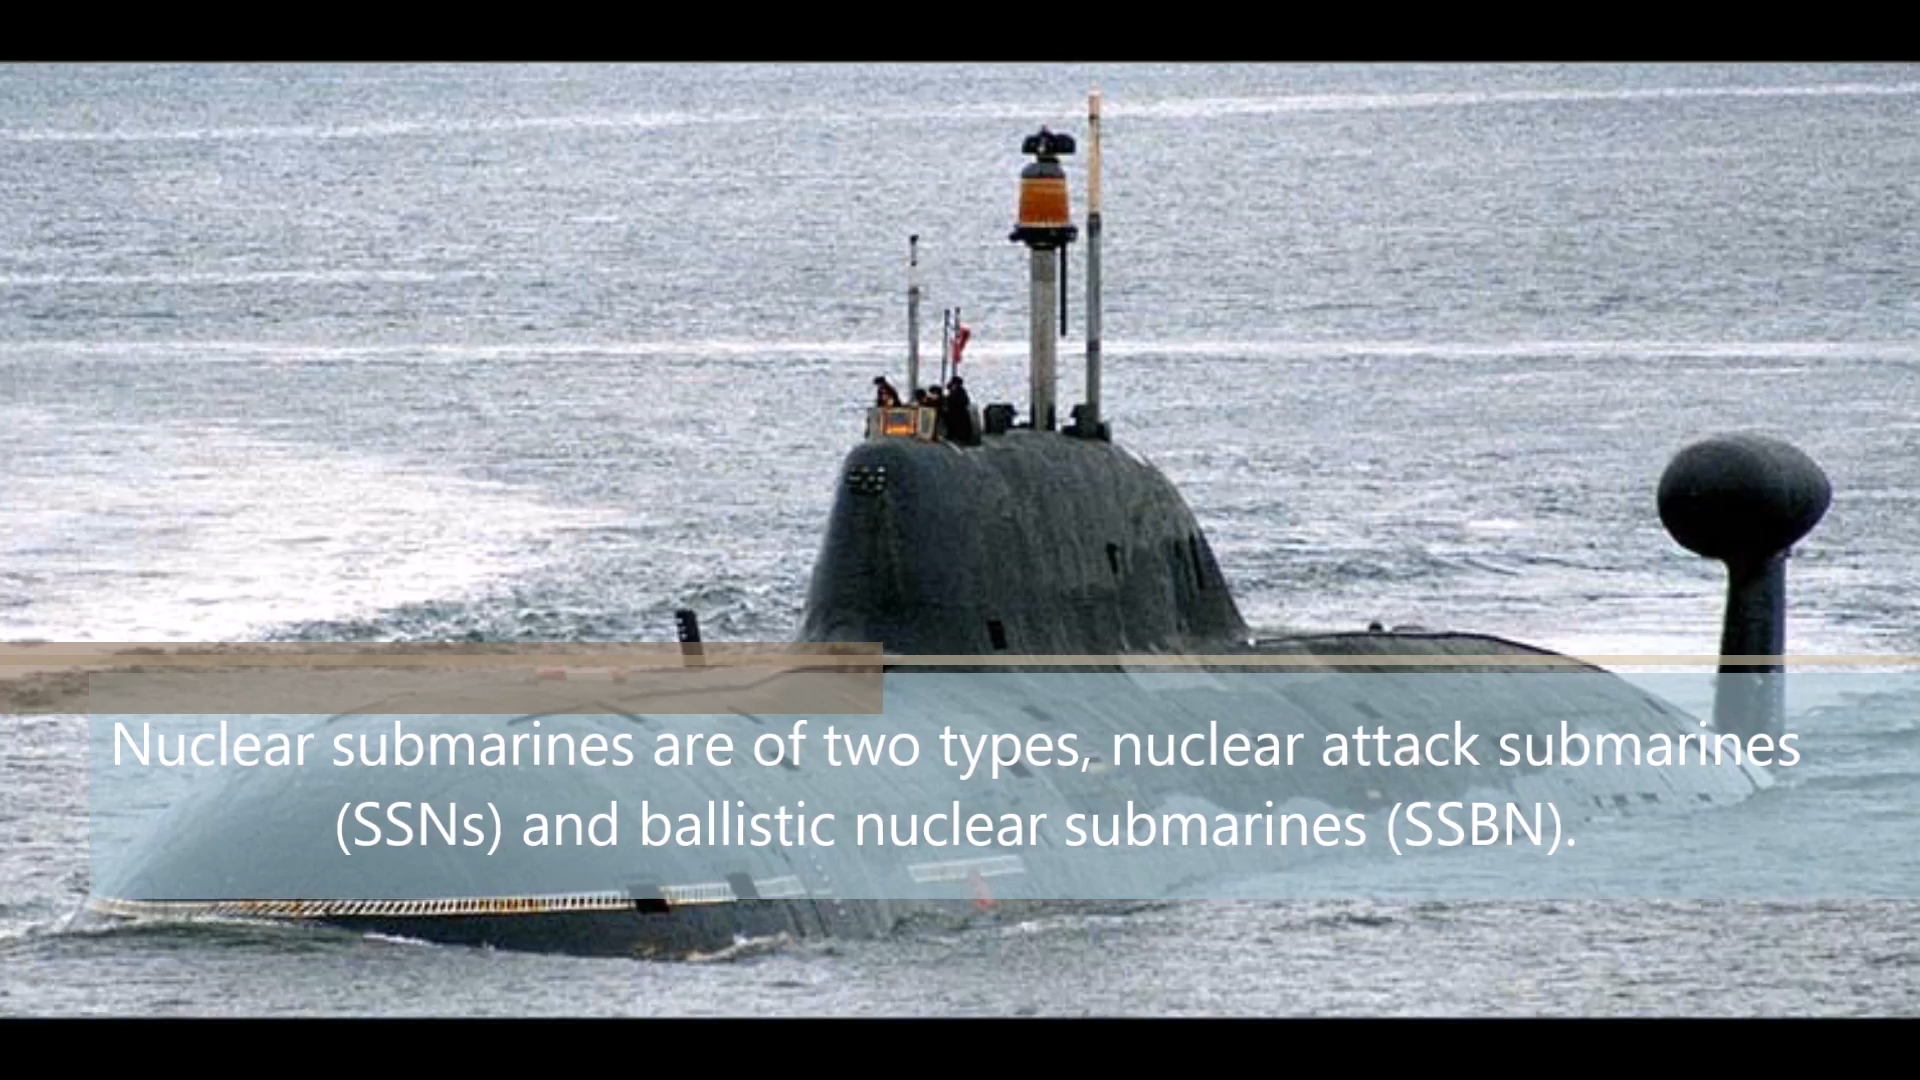 Nuclear submarines are of two types, nuclear attack submarines
(SSNs) and ballistic nuclear submarines (SSBN).